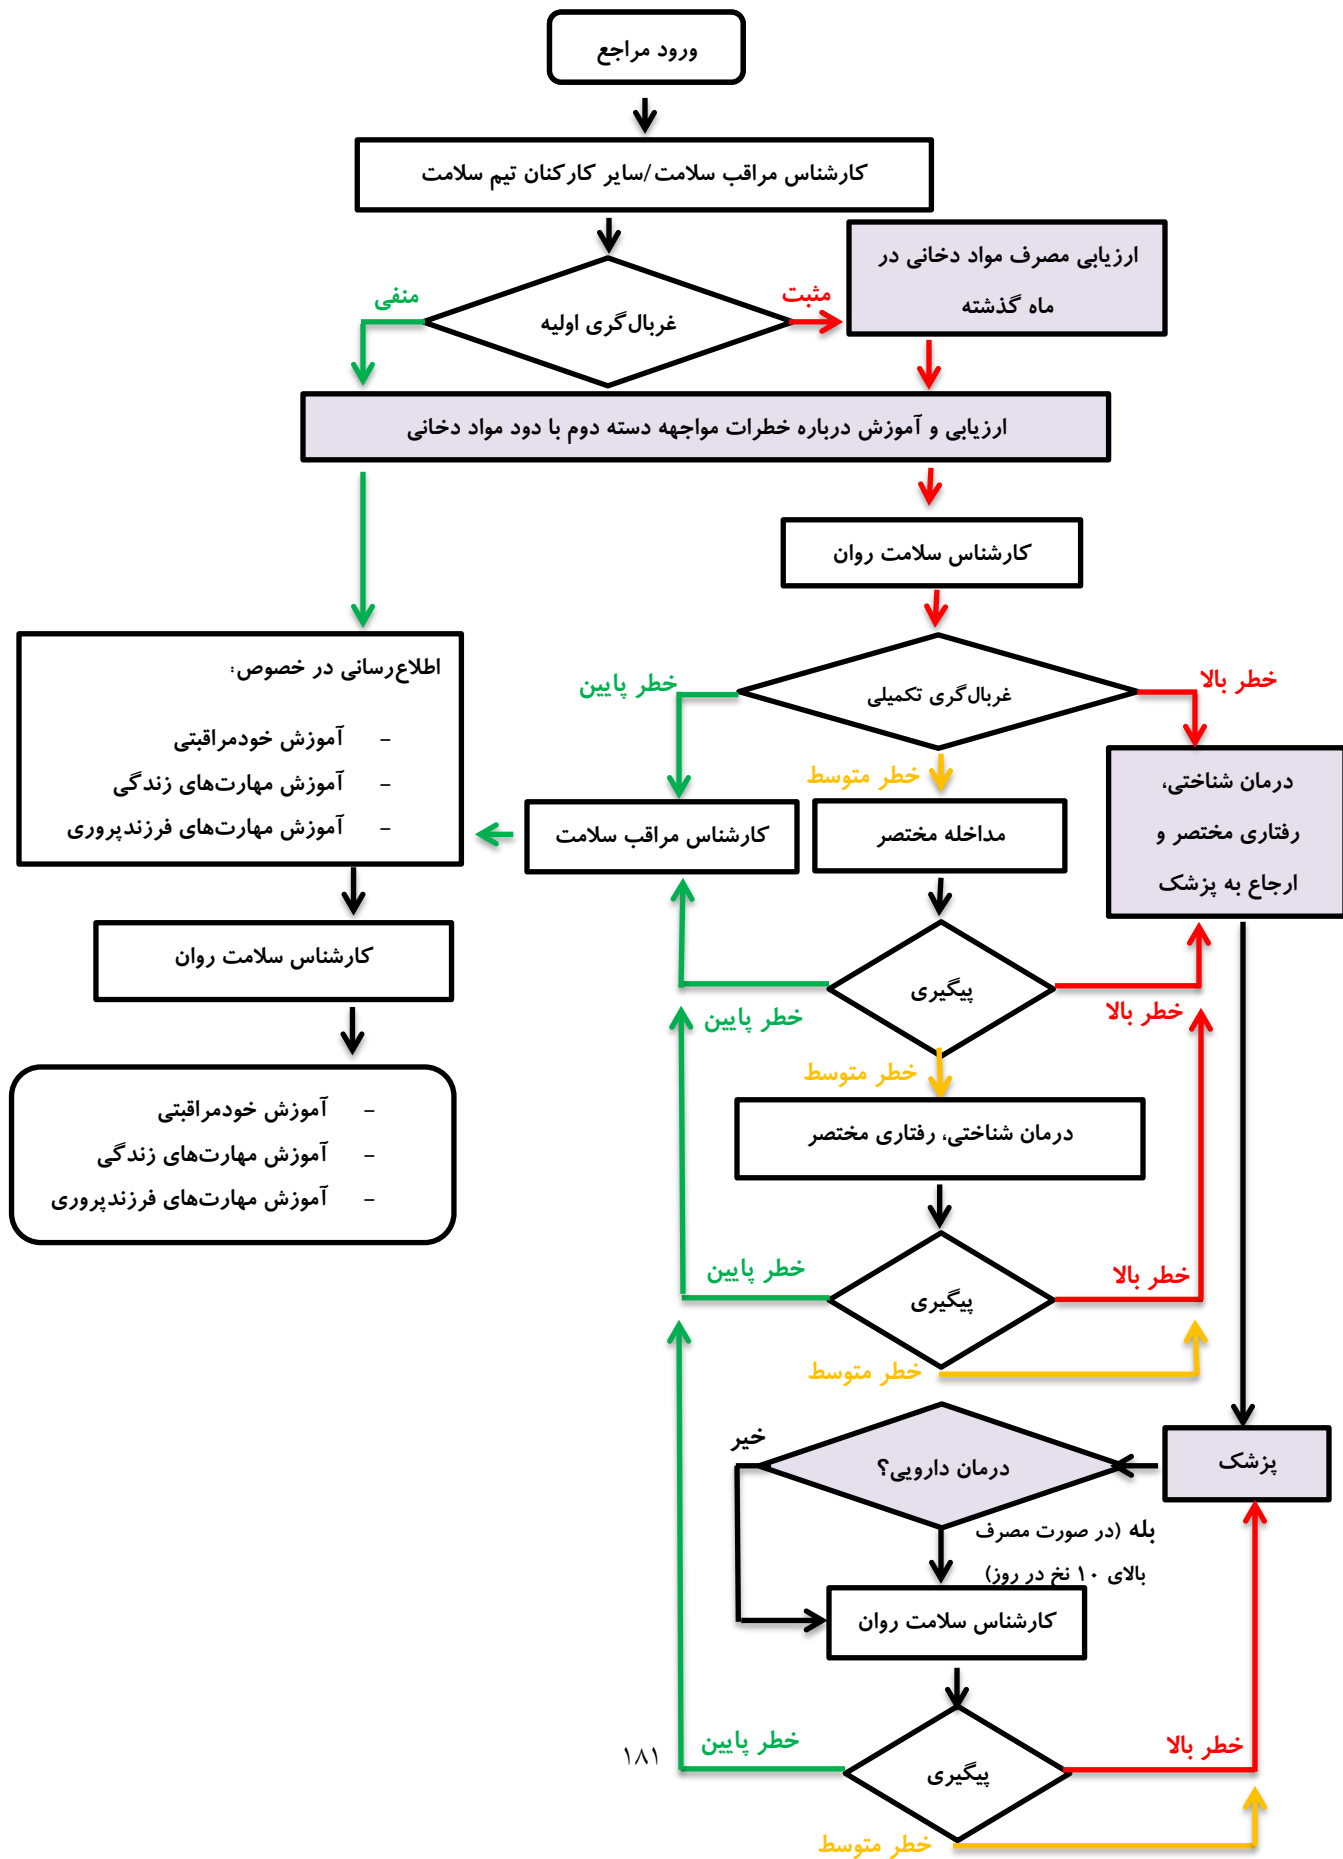 ورود مراجع
کارشناس مراقب سلامت/سایر کارکنان تیم سلامت
ارزیابی مصرف مواد دخانی در
ماه گذشته
مثبت
منفی
غربال‌گری اولیه
ارزیابی و آموزش درباره خطرات مواجهه دسته دوم با دود مواد دخانی
کارشناس سلامت روان
اطلاع‌رسانی در خصوص:
- آموزش خودمراقبتی
- آموزش مهارت‌های زندگی
- آموزش مهارت‌های فرزندپروری
خطر بالا
غربال‌گری تکمیلی
خطر پایین
خطر متوسط
درمان شناختی،
رفتاری مختصر و
ارجاع به پزشک
مداخله مختصر
کارشناس مراقب سلامت
کارشناس سلامت روان
پیگیری
خطر بالا
خطر پایین
خطر متوسط
- آموزش خودمراقبتی
- آموزش مهارت‌های زندگی
- آموزش مهارت‌های فرزندپروری
درمان شناختی، رفتاری مختصر
خطر بالا
پیگیری
خطر پایین
خطر متوسط
پزشک
درمان دارویی؟
خیر
بله (در صورت مصرف
بالای ۱۰ نخ در روز)
کارشناس سلامت روان
خطر بالا
پیگیری
خطر پایین
خطر متوسط
۱۸۱